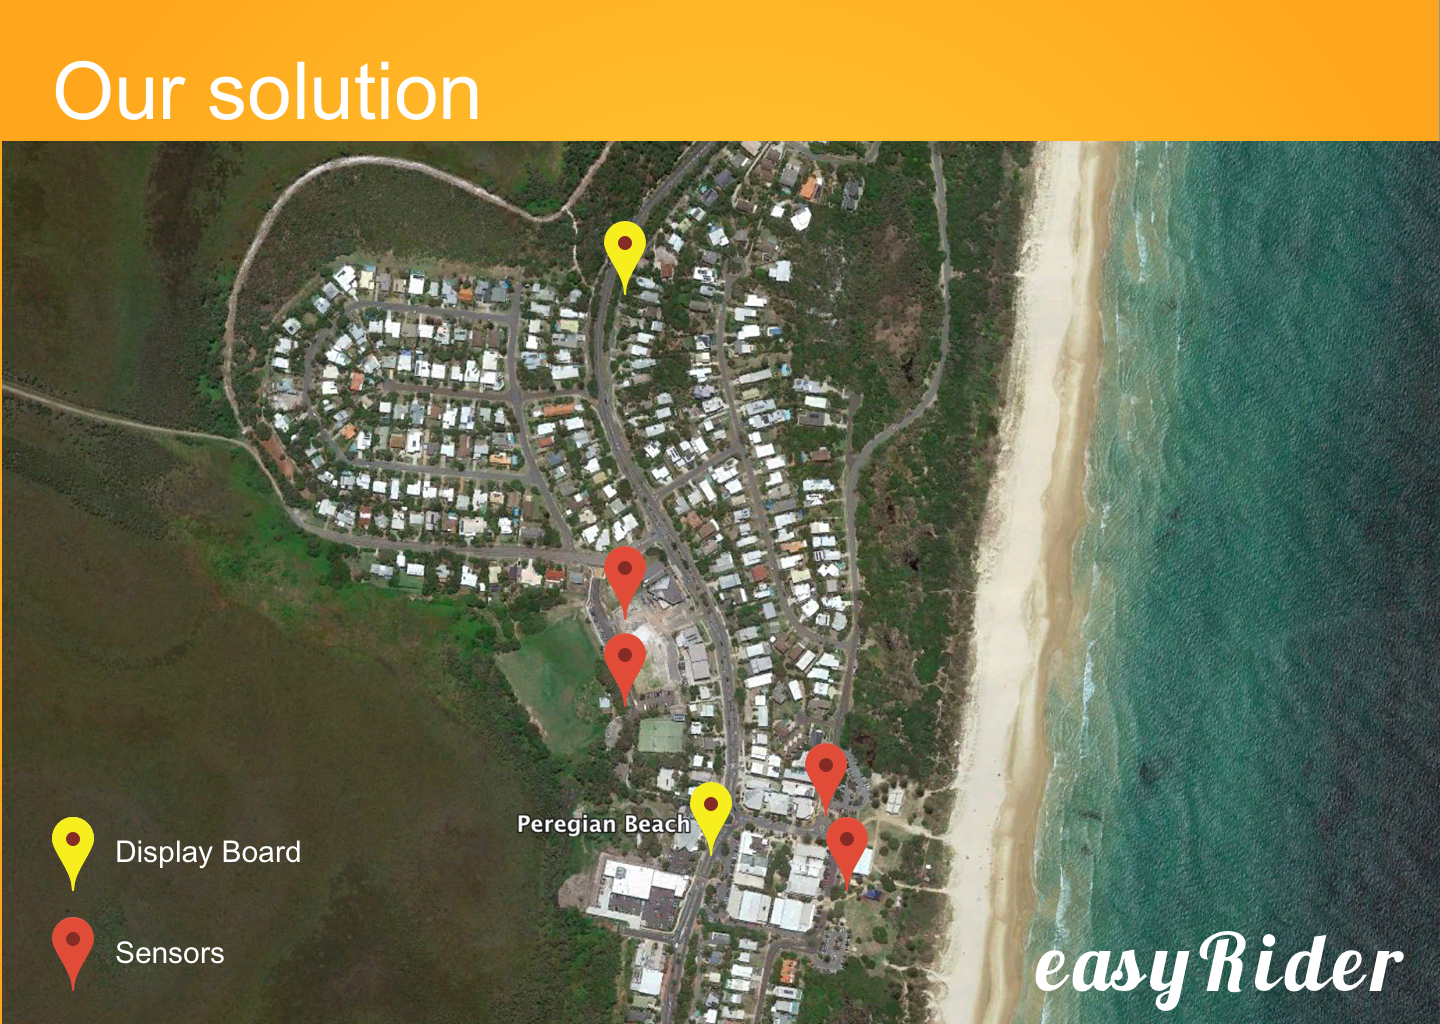 Our solution
Peregian Beach
Display Board
Sensors
easyRider